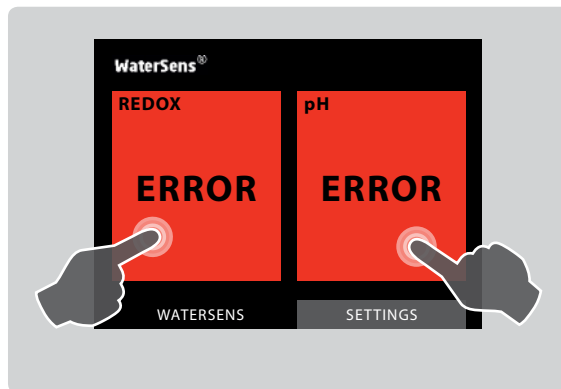 WaterSens®
REDOX
ERROR
pH
ERROR
WATERSENS
SETTINGS